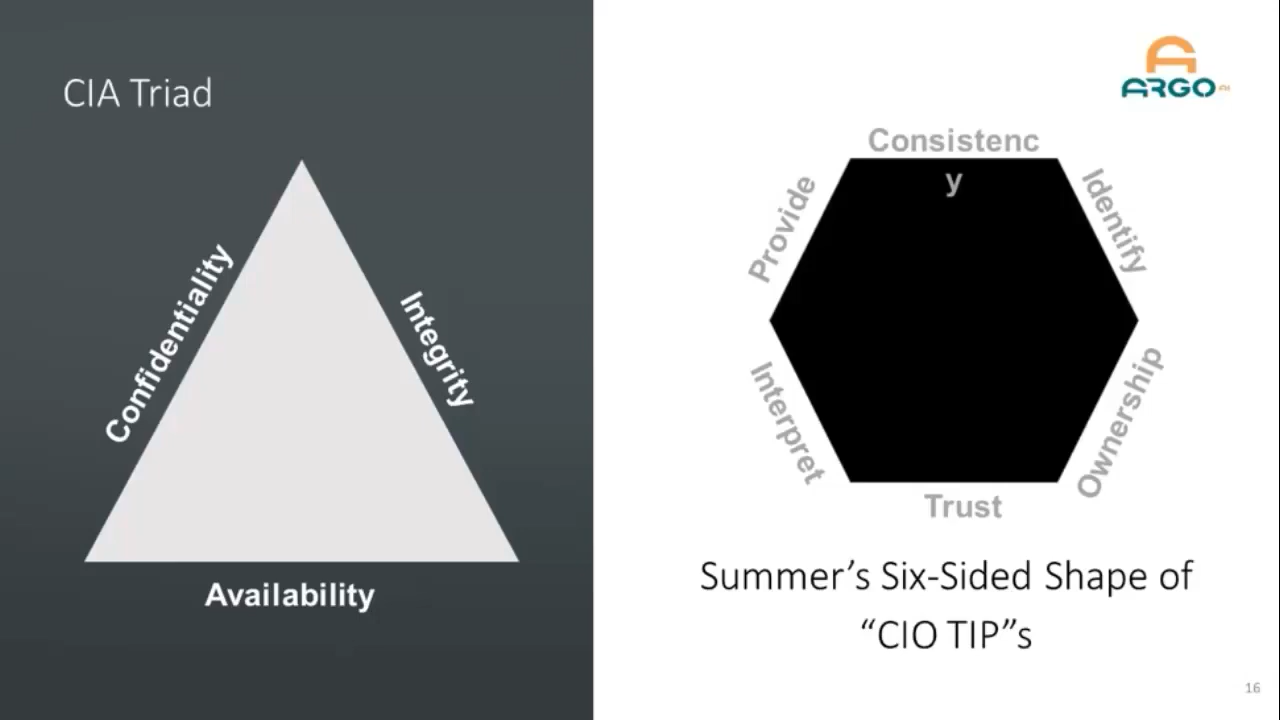 CIA Triad
Confidentiality
Integrity
Availability
ARGO AI
Consistenc
y
Identify
Ownership
Trust
Interpret
Provide
Summer’s Six-Sided Shape of
“CIO TIP”s
16